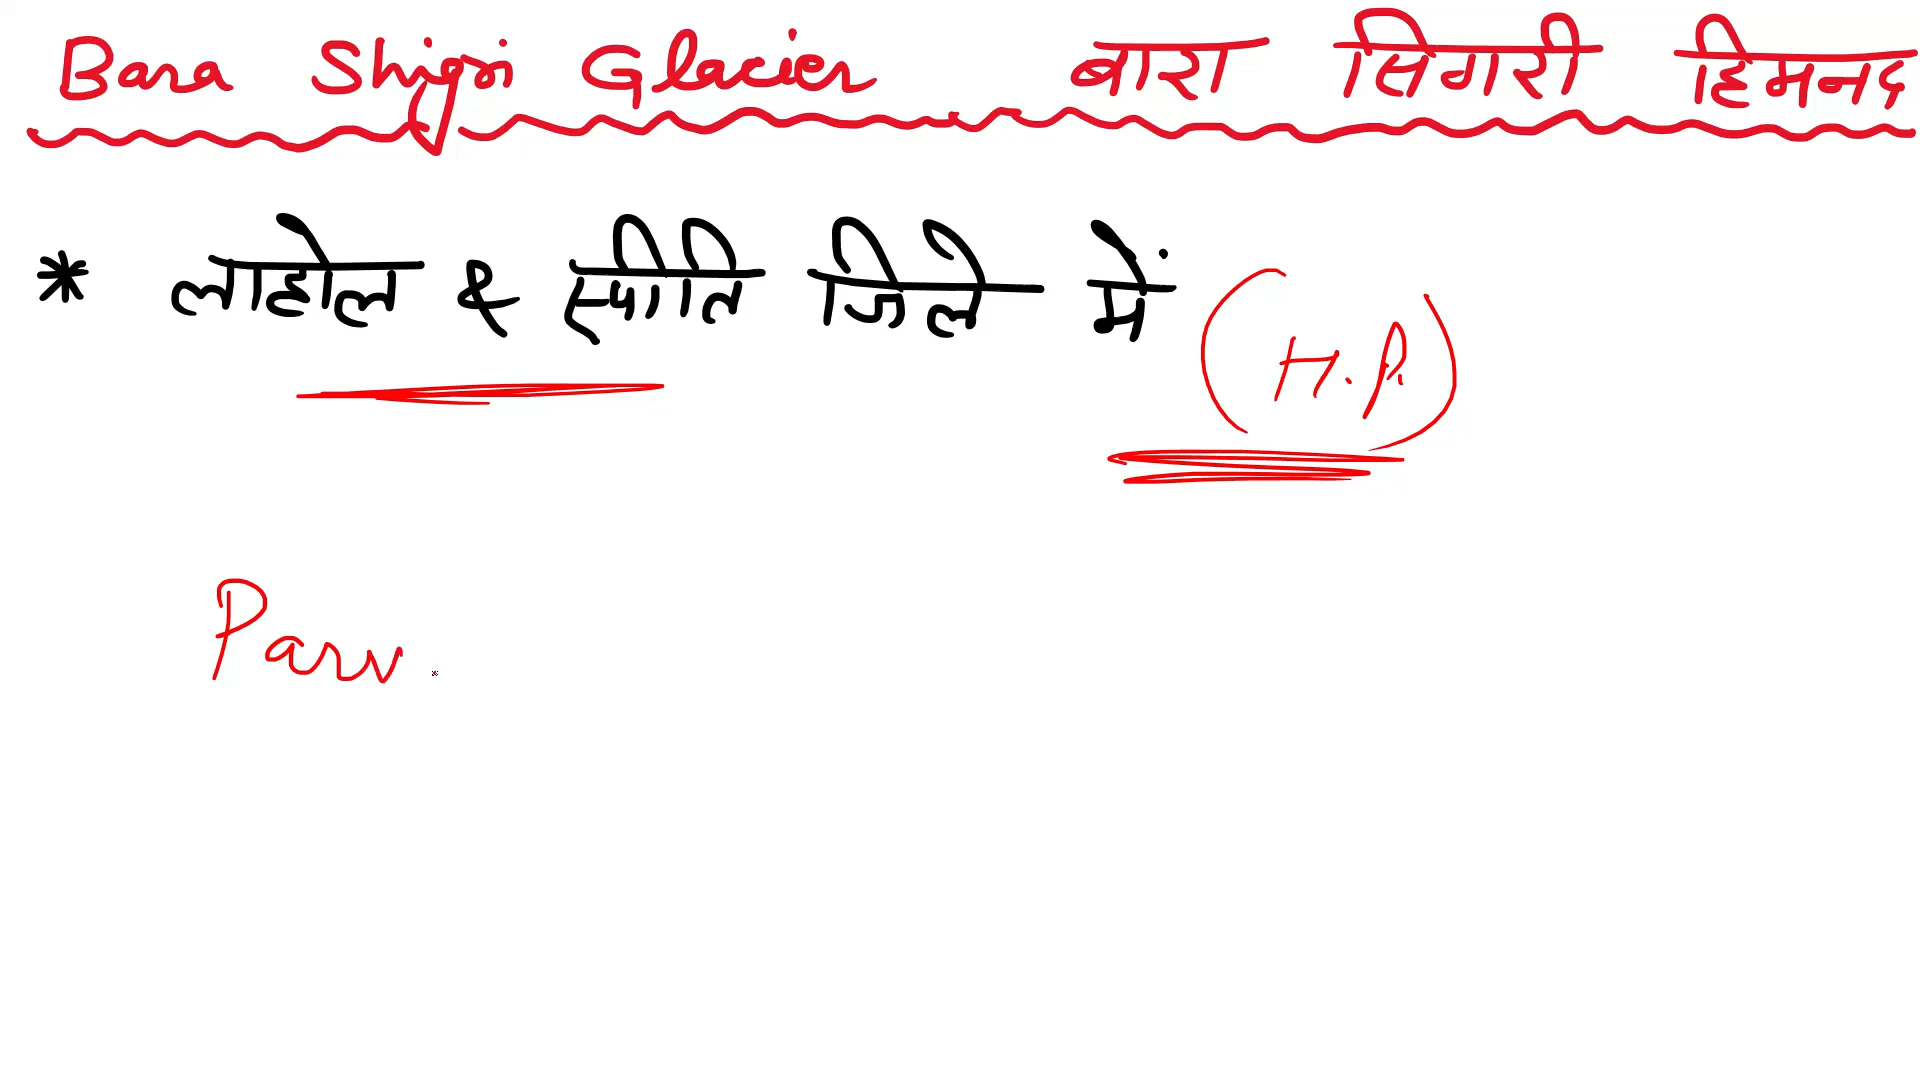 Bara Shigri Glacier बारा सिगरी हिमनद
* लाहोल & स्पीति जिले में (H.P.)
Parv